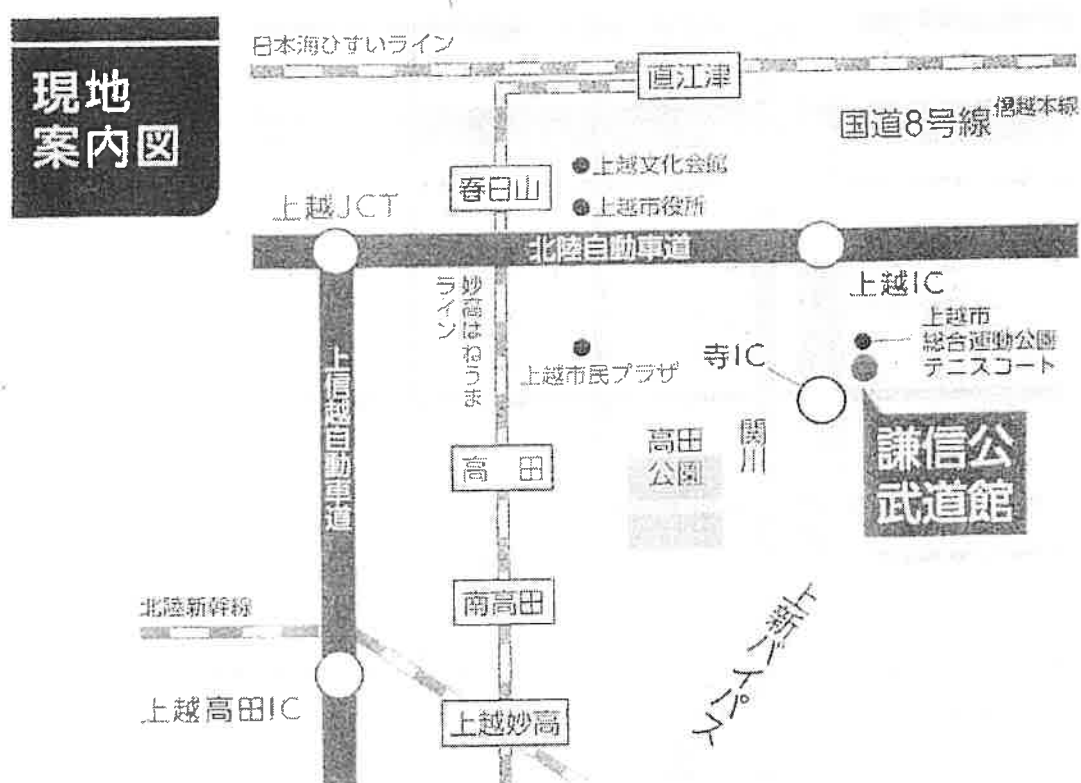 現地
案内図
日本海ひすいライン
直江津
国道8号線
信越本線
春日山
上越文化会館
上越市役所
上越JCT
北陸自動車道
上越IC
妙高はねうま
ライン
上越市
総合運動公園
テニスコート
上越市民プラザ
寺IC
上信越自動車道
高田
公園
関川
謙信公
武道館
高 田
北陸新幹線
南高田
上新バイパス
上越高田IC
上越妙高